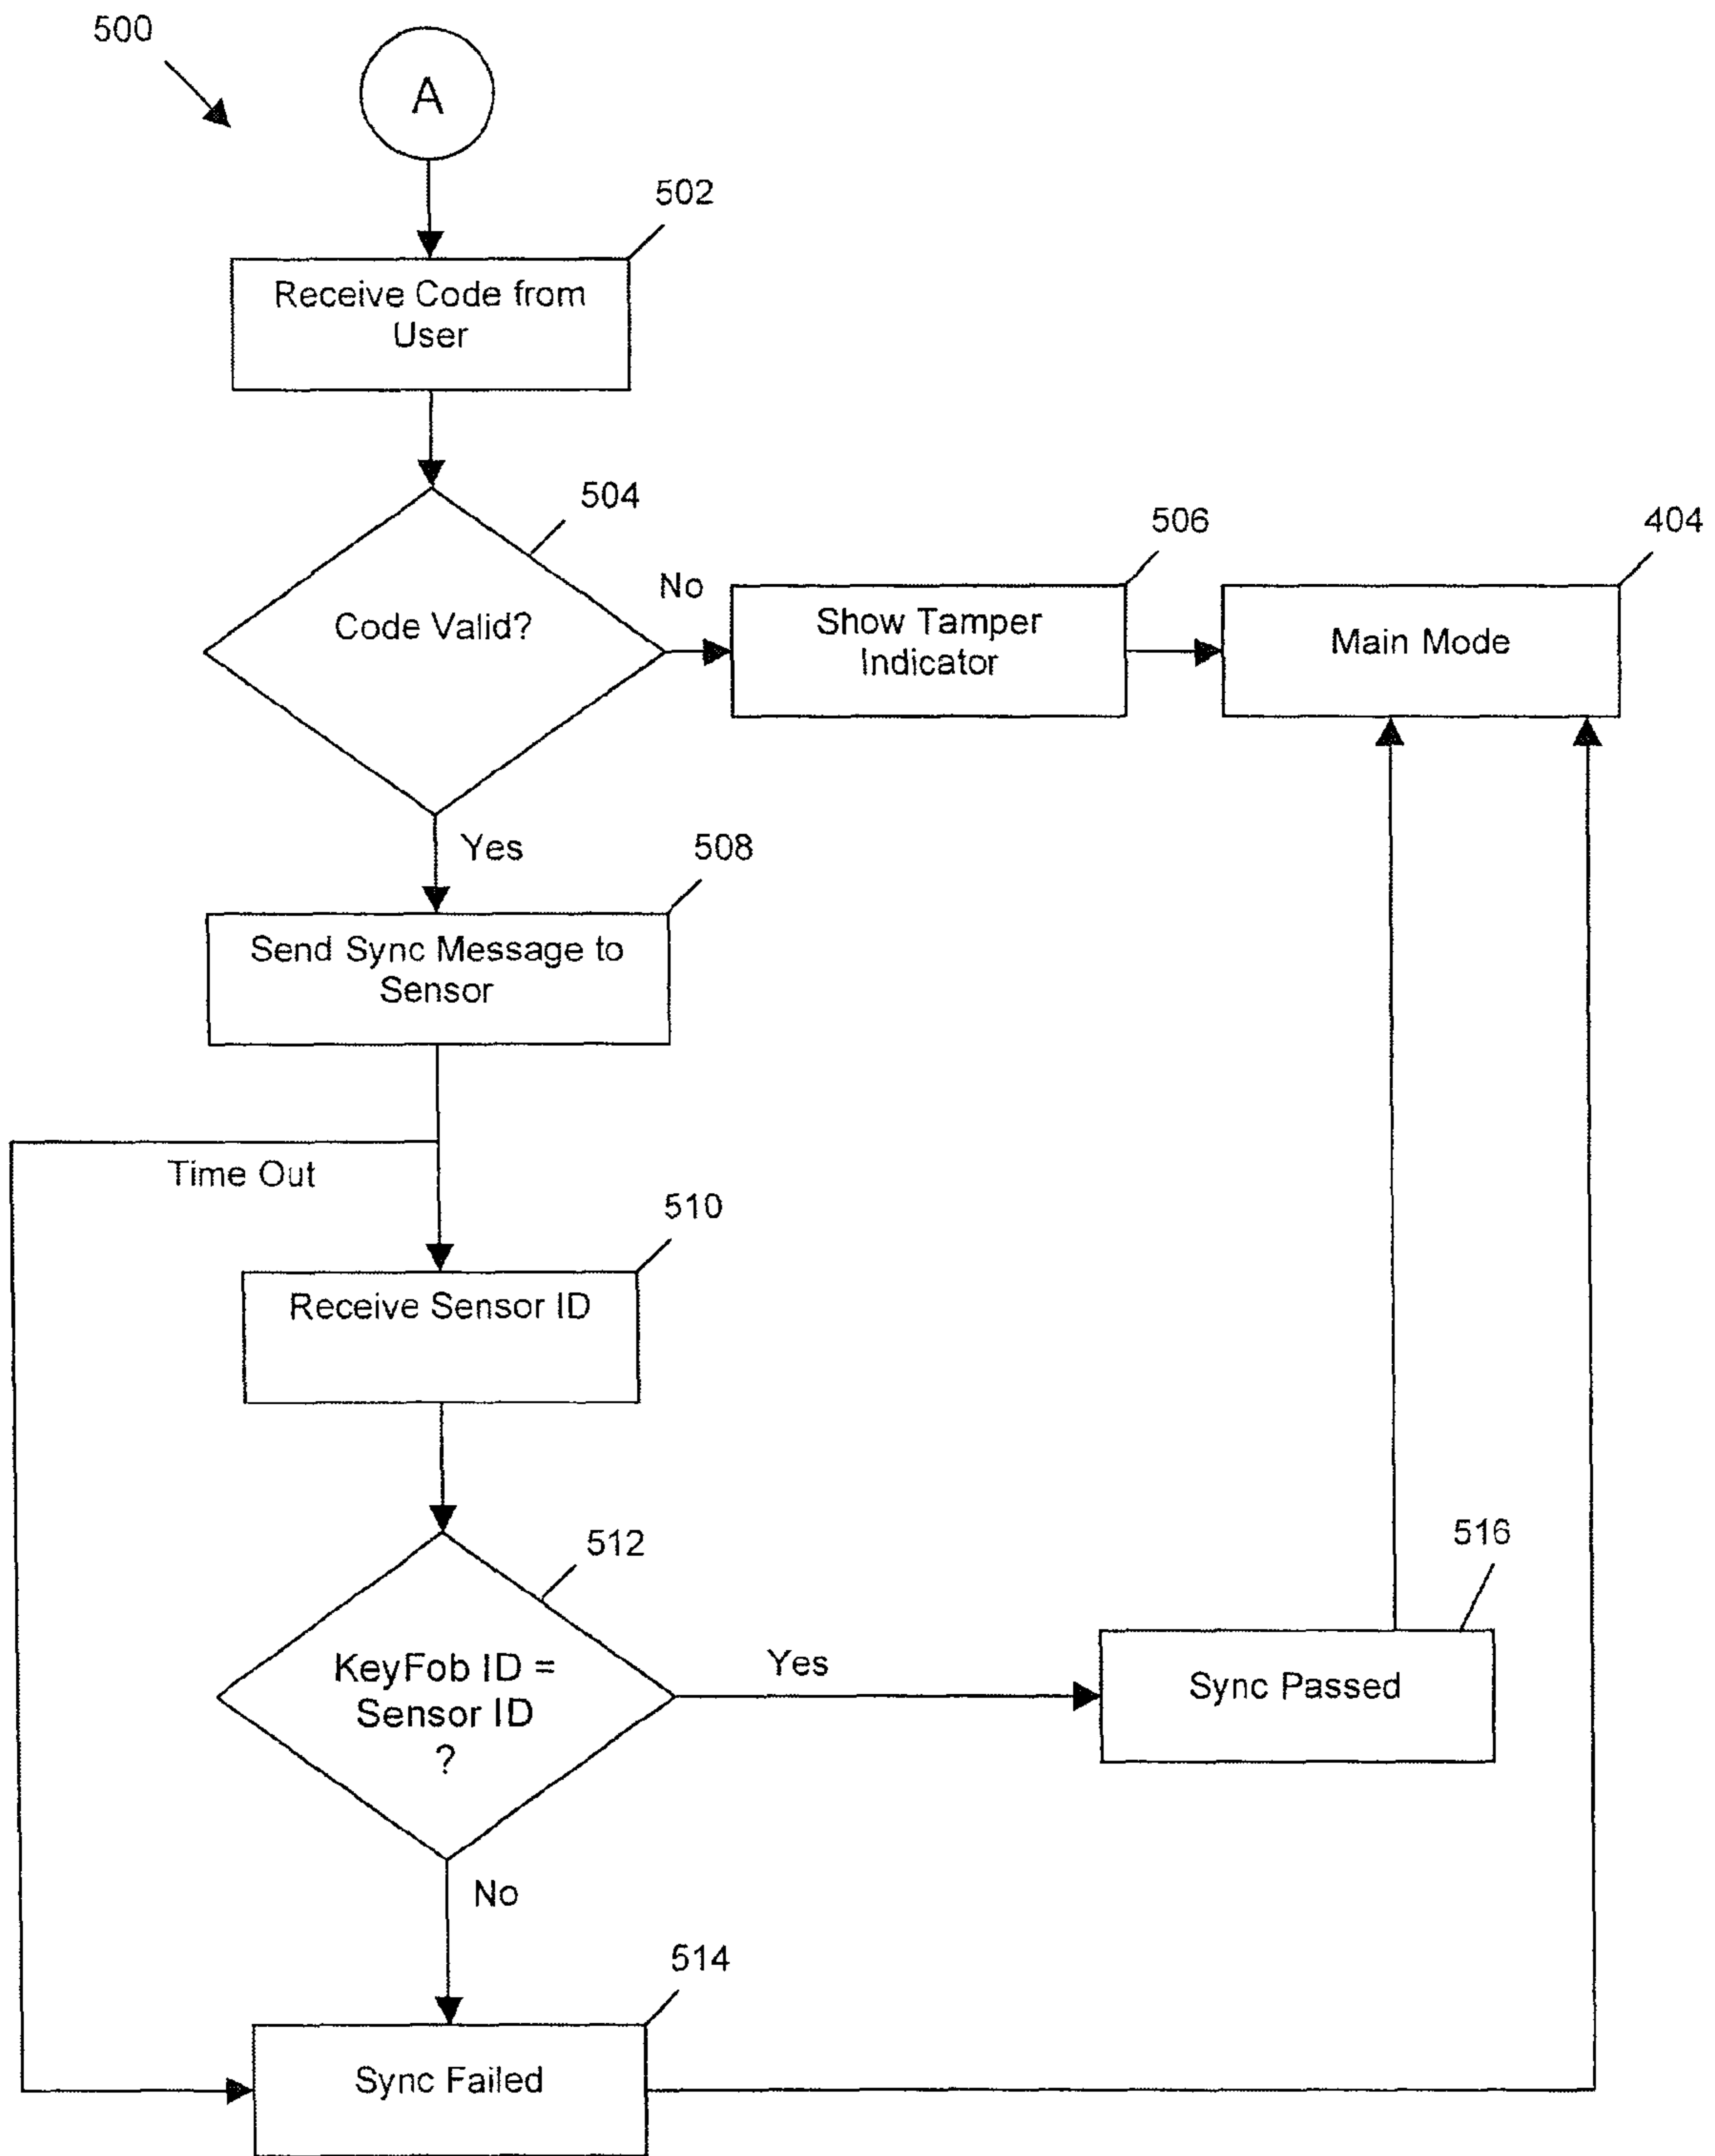 500
A
502
Receive Code from
User
504
Code Valid?
No
506
Show Tamper
Indicator
404
Main Mode
Yes
508
Send Sync Message to
Sensor
Time Out
510
Receive Sensor ID
512
KeyFob ID =
Sensor ID
?
Yes
516
Sync Passed
No
514
Sync Failed